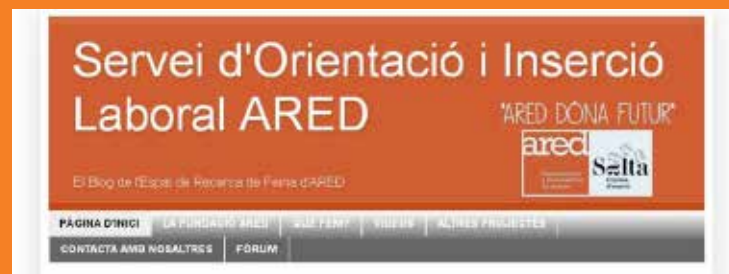 Servei d'Orientació i Inserció
Laboral ARED
"ARED DÓNA FUTUR"
ared
Salta
El Blog de l'Espai de Recerca de Feina d'ARED
PÀGINA D'INICI LA FUNDACIÓ ARED QUÈ FEM? VIDEOS ALTRES PROJECTES
CONTACTA AMB NOSALTRES FÒRUM